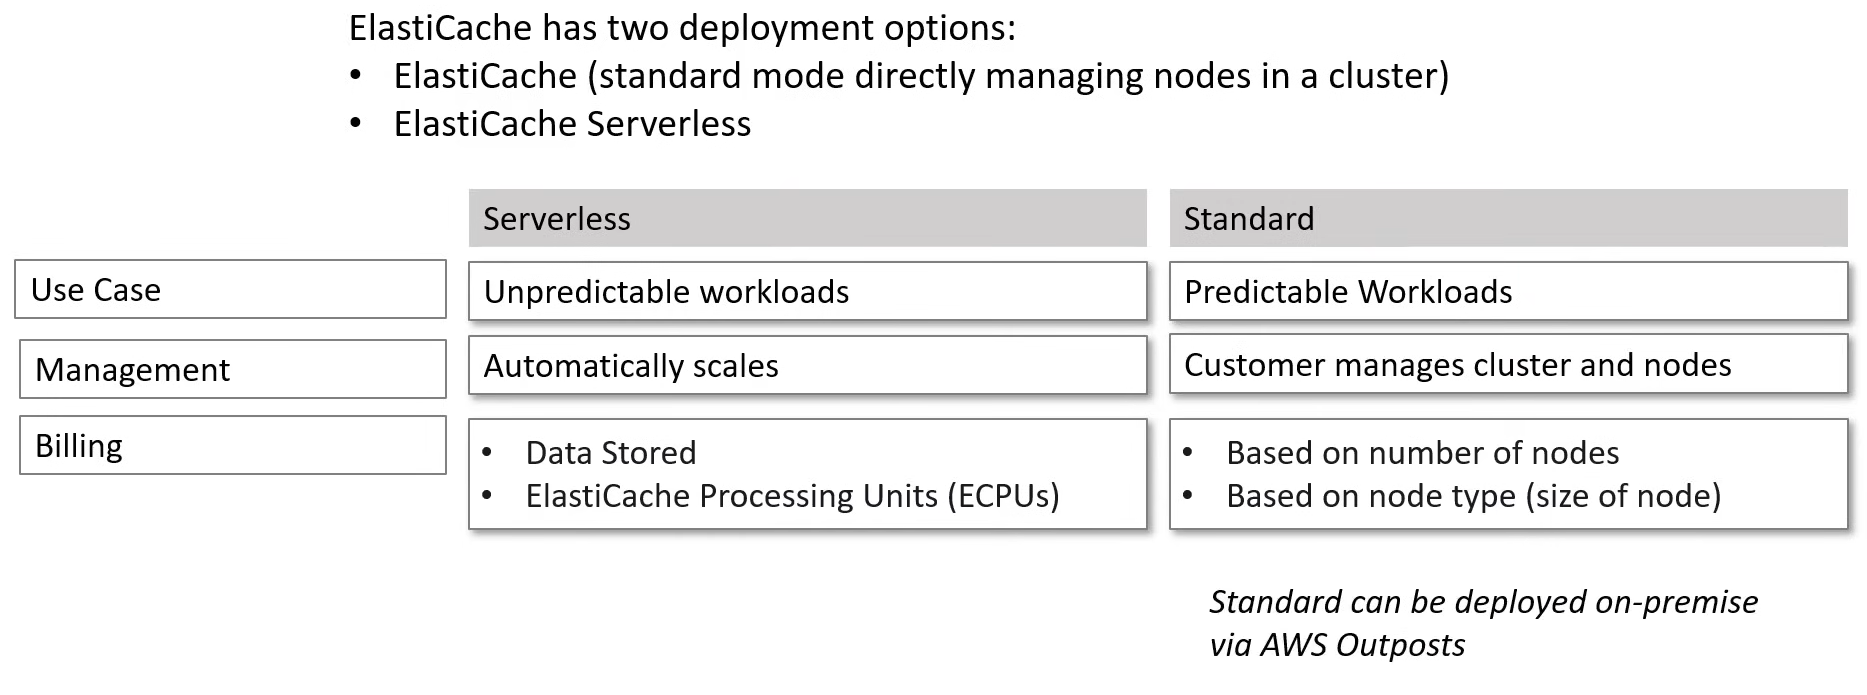 ElastiCache has two deployment options:
• ElastiCache (standard mode directly managing nodes in a cluster)
• ElastiCache Serverless
Serverless
Standard
Use Case
Unpredictable workloads
Predictable Workloads
Management
Automatically scales
Customer manages cluster and nodes
Billing
• Data Stored
• ElastiCache Processing Units (ECPUs)
• Based on number of nodes
• Based on node type (size of node)
Standard can be deployed on-premise
via AWS Outposts